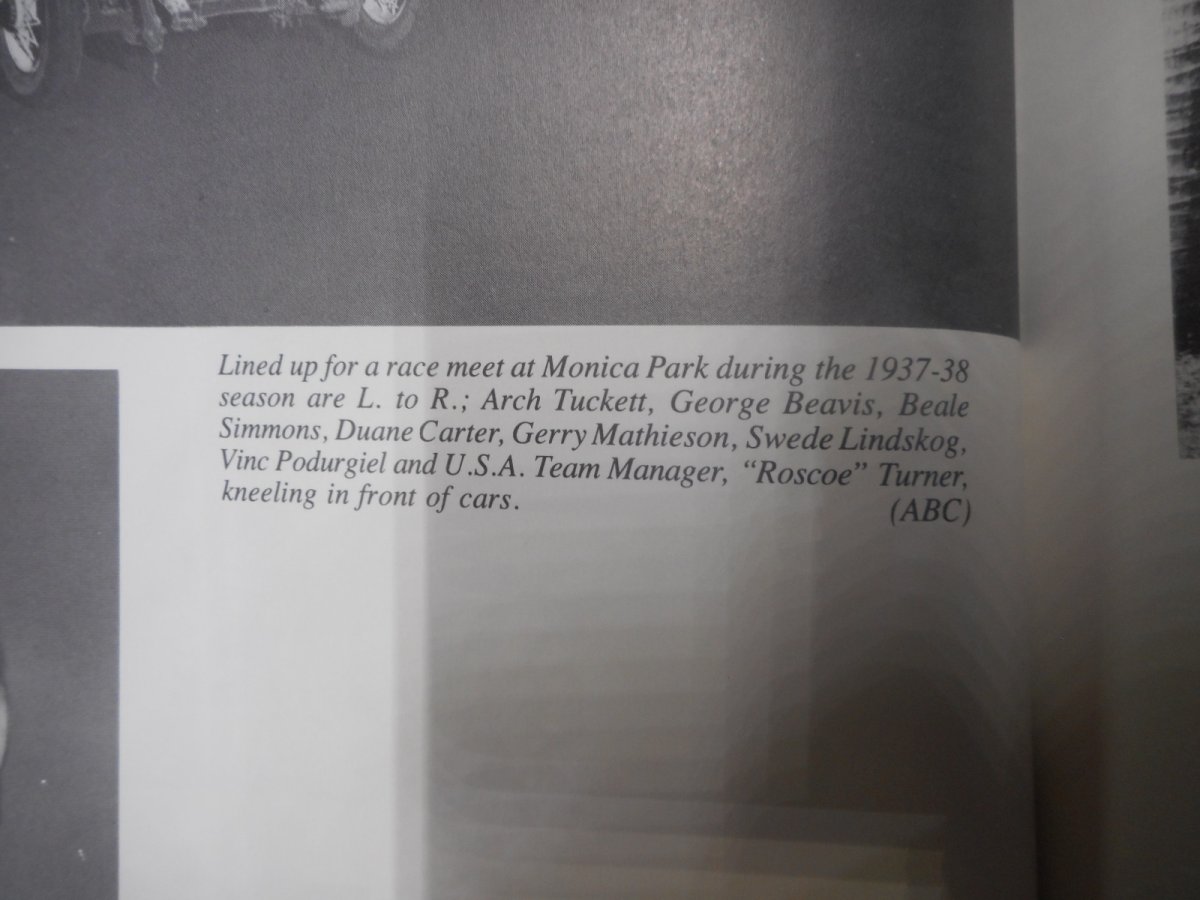 Lined up for a race meet at Monica Park during the 1937-38
season are L. to R.; Arch Tuckett, George Beavis, Beale
Simmons, Duane Carter, Gerry Mathieson, Swede Lindskog,
Vinc Podurgiel and U.S.A. Team Manager, “Roscoe” Turner,
kneeling in front of cars. (ABC)